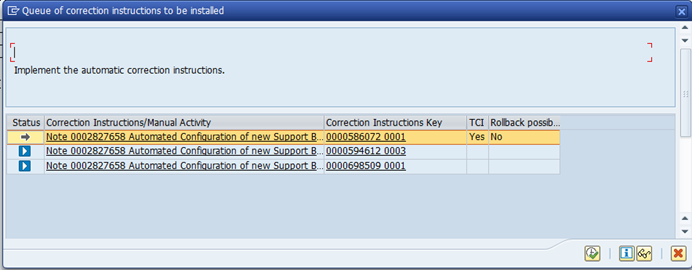 Queue of correction instructions to be installed
Implement the automatic correction instructions.
Status Correction Instructions/Manual Activity Correction Instructions Key TCI Rollback possib...
Note 0002827658 Automated Configuration of new Support B... 0000586072 0001 Yes No
Note 0002827658 Automated Configuration of new Support B... 0000594612 0003
Note 0002827658 Automated Configuration of new Support B... 0000698509 0001